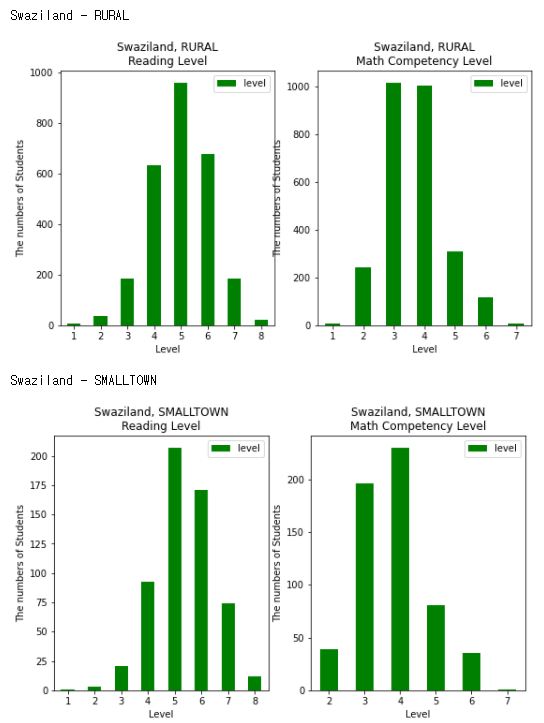 Swaziland - RURAL
Swaziland, RURAL
Reading Level
Swaziland, RURAL
Math Competency Level
level
level
The numbers of Students
The numbers of Students
1000
800
600
400
200
0
1000
800
600
400
200
0
1 2 3 4 5 6 7 8
1 2 3 4 5 6 7
Level
Level
Swaziland - SMALLTOWN
Swaziland, SMALLTOWN
Reading Level
Swaziland, SMALLTOWN
Math Competency Level
level
level
The numbers of Students
The numbers of Students
200
175
150
125
100
75
50
25
0
200
150
100
50
0
1 2 3 4 5 6 7 8
2 3 4 5 6 7
Level
Level